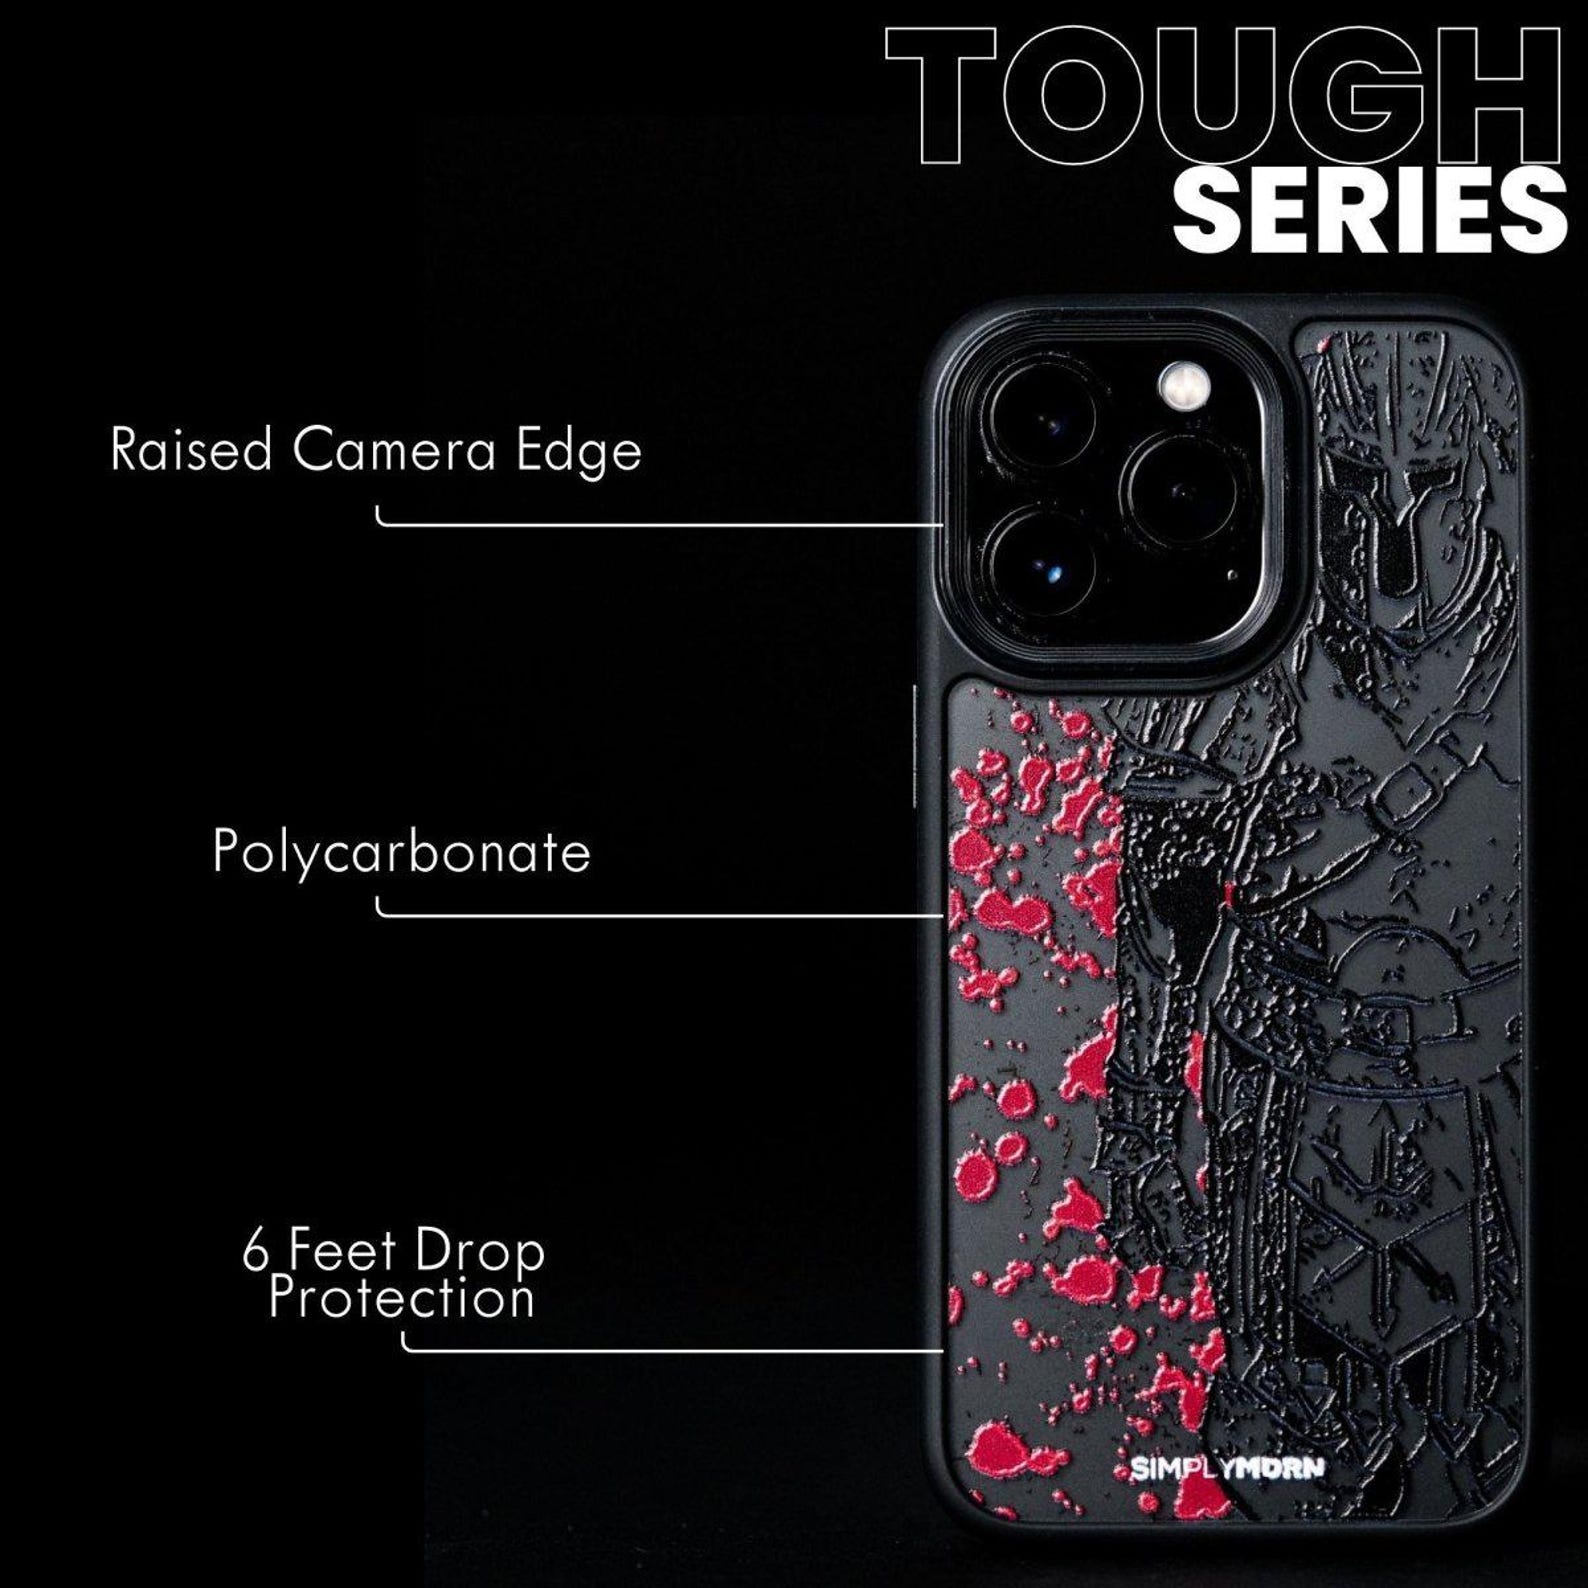 TOUGH
SERIES
Raised Camera Edge
Polycarbonate
6 Feet Drop
Protection
SIMPLYMDRN